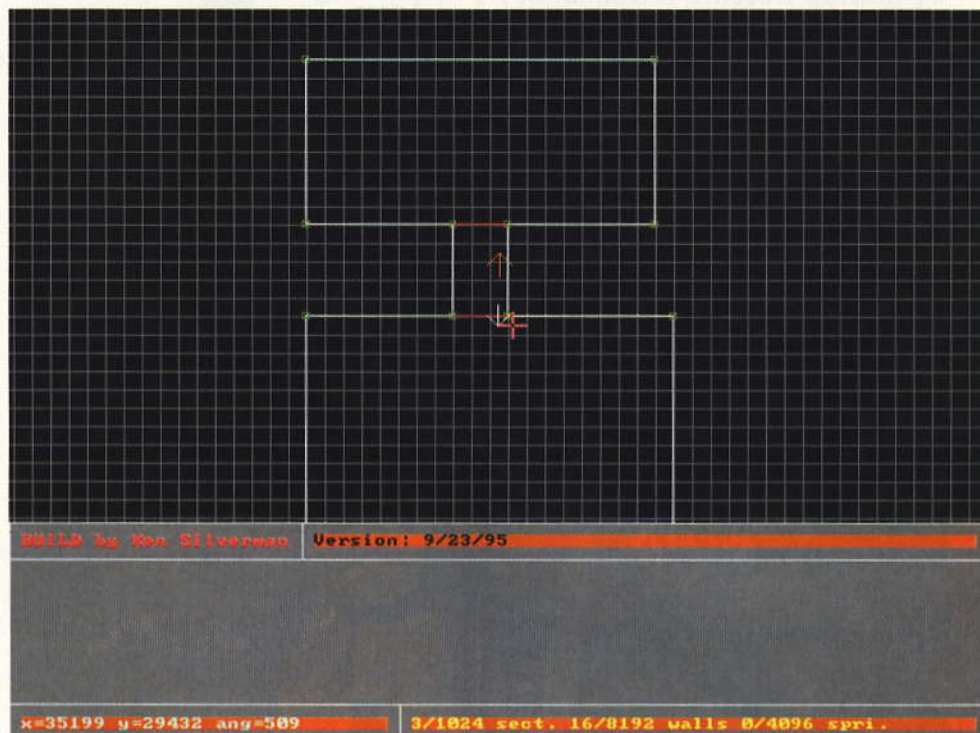 BUILD by Ken Silverman
Version: 9/23/95
x=35199 y=29432 ang=509
3/1024 sect. 16/8192 walls 0/4096 spri.